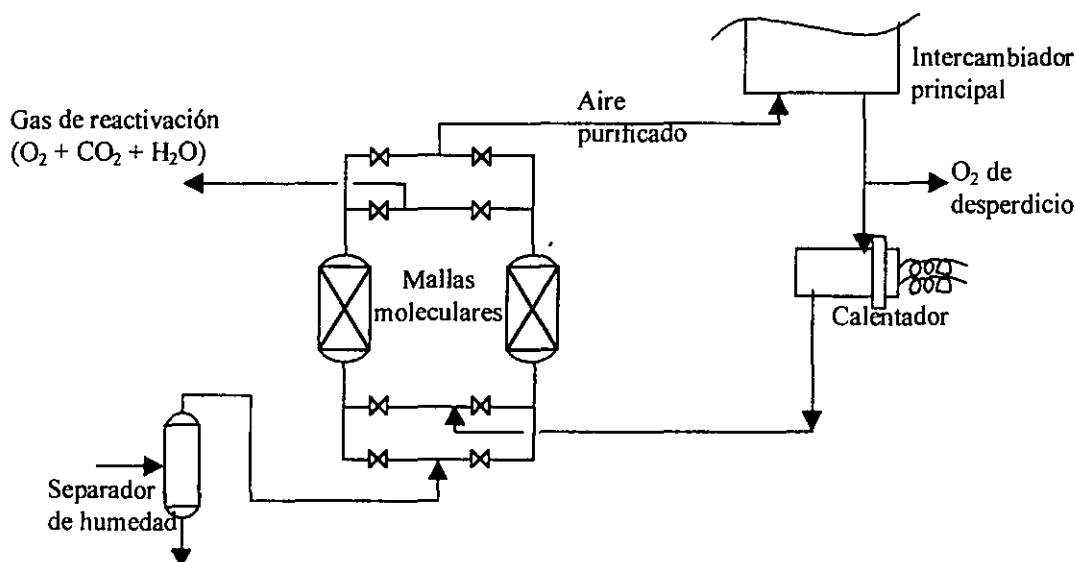 Intercambiador
principal
Aire
purificado
Gas de reactivación
(O₂ + CO₂ + H₂O)
O₂ de
desperdicio
Mallas
moleculares
Calentador
Separador
de humedad